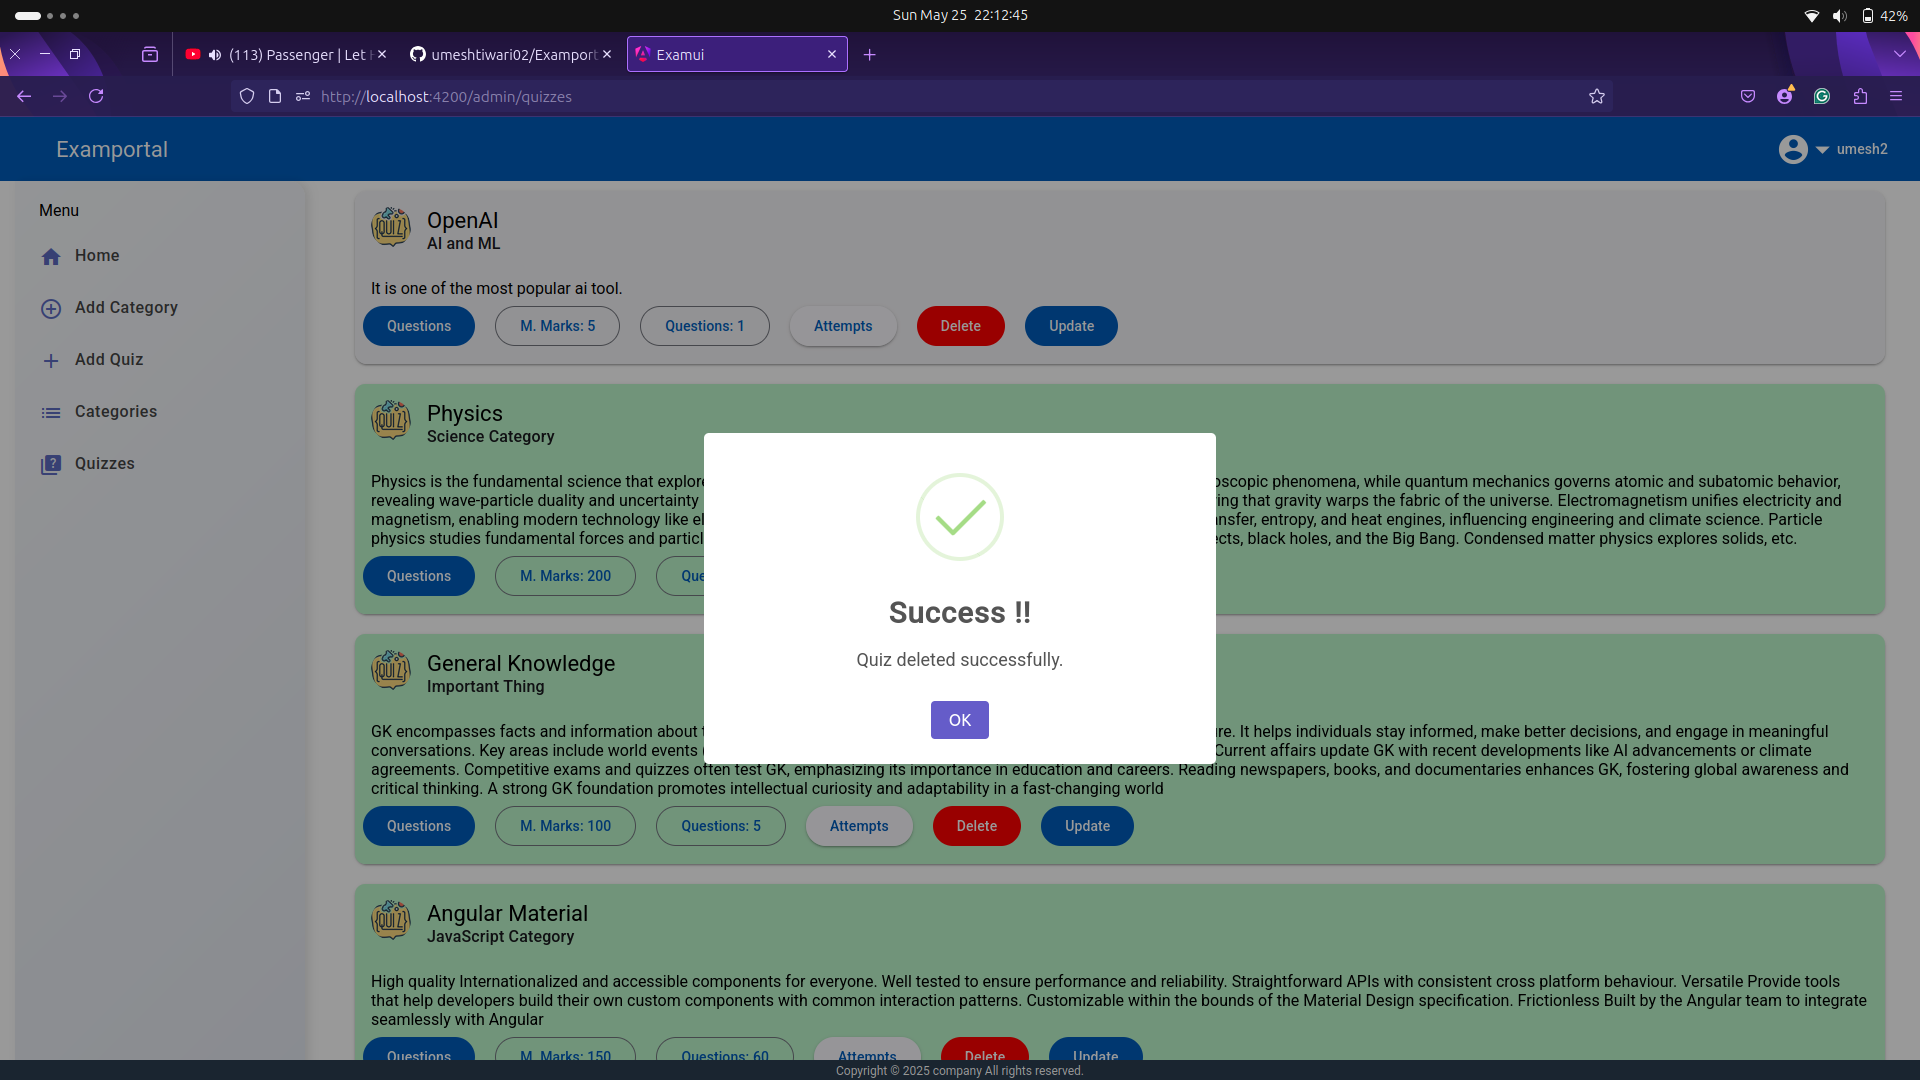 Sun May 25 22:12:45
42%
(113) Passenger | Let H
umeshtiwari02/Examport
Examui
http://localhost:4200/admin/quizzes
Examportal
umesh2
Menu
Home
Add Category
Add Quiz
Categories
Quizzes
QUIZ
OpenAI
AI and ML
It is one of the most popular ai tool.
Questions
M. Marks: 5
Questions: 1
Attempts
Delete
Update
QUIZ
Physics
Science Category
Physics is the fundamental science that explore
oscopic phenomena, while quantum mechanics governs atomic and subatomic behavior,
revealing wave-particle duality and uncertainty
ing that gravity warps the fabric of the universe. Electromagnetism unifies electricity and
magnetism, enabling modern technology like el
nsfer, entropy, and heat engines, influencing engineering and climate science. Particle
physics studies fundamental forces and particl
ects, black holes, and the Big Bang. Condensed matter physics explores solids, etc.
Questions
M. Marks: 200
Que
Success !!
Quiz deleted successfully.
OK
QUIZ
General Knowledge
Important Thing
GK encompasses facts and information about t
re. It helps individuals stay informed, make better decisions, and engage in meaningful
conversations. Key areas include world events (
Current affairs update GK with recent developments like AI advancements or climate
agreements. Competitive exams and quizzes often test GK, emphasizing its importance in education and careers. Reading newspapers, books, and documentaries enhances GK, fostering global awareness and
critical thinking. A strong GK foundation promotes intellectual curiosity and adaptability in a fast-changing world
Questions
M. Marks: 100
Questions: 5
Attempts
Delete
Update
QUIZ
Angular Material
JavaScript Category
High quality Internationalized and accessible components for everyone. Well tested to ensure performance and reliability. Straightforward APIs with consistent cross platform behaviour. Versatile Provide tools
that help developers build their own custom components with common interaction patterns. Customizable within the bounds of the Material Design specification. Frictionless Built by the Angular team to integrate
seamlessly with Angular
Questions
M. Marks: 150
Questions: 60
Attempts
Delete
Update
Copyright © 2025 company All rights reserved.